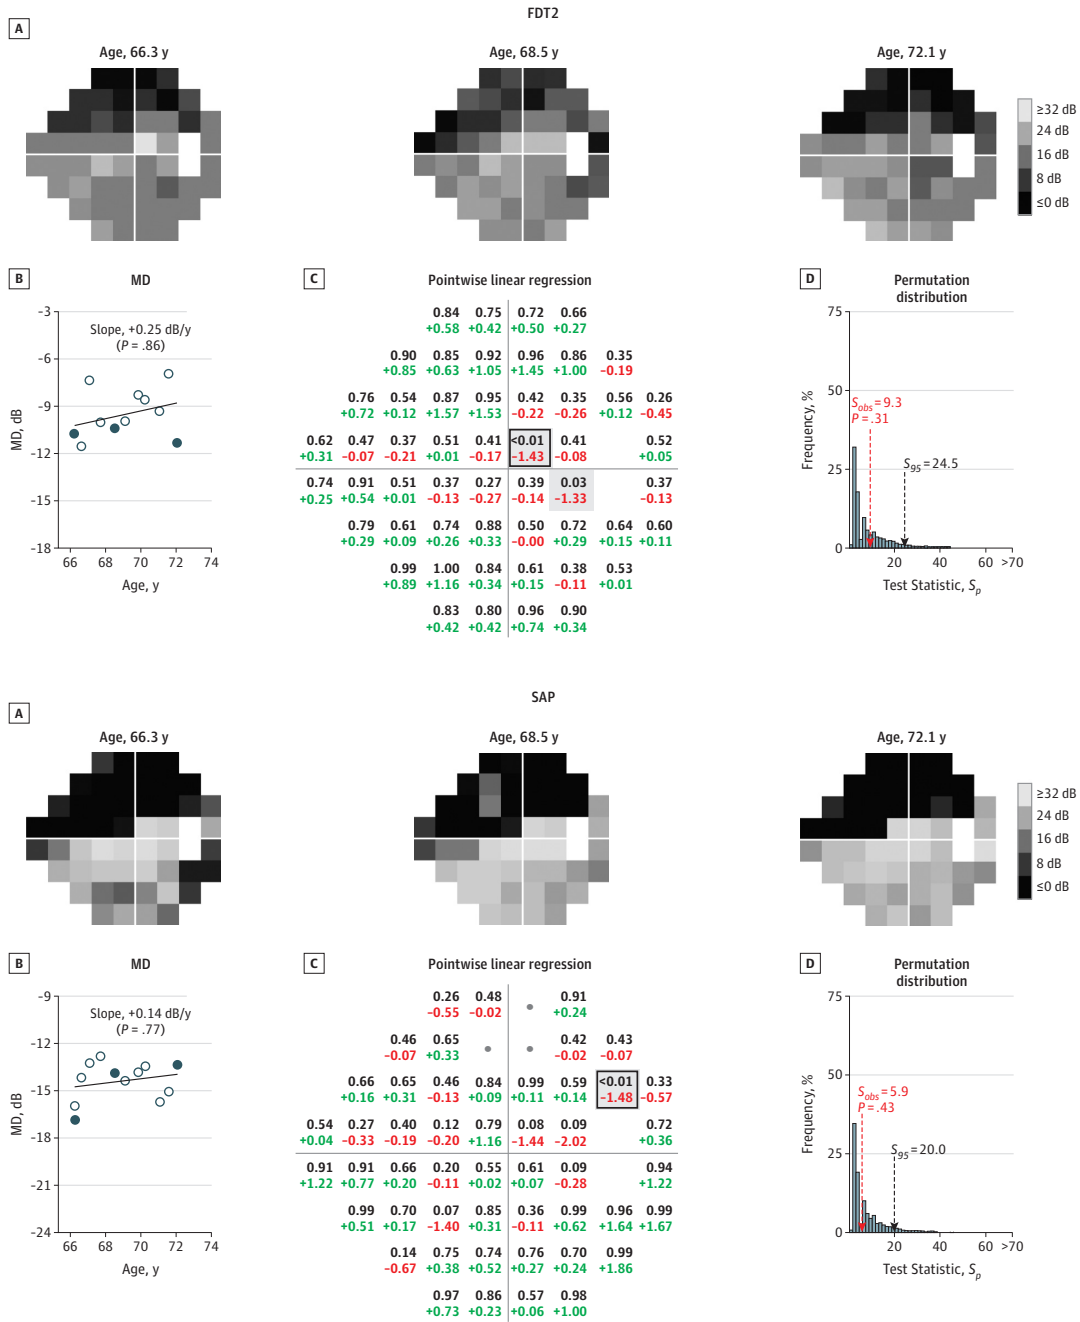 FDT2
A
Age, 66.3 y
Age, 68.5 y
Age, 72.1 y
≥32 dB
24 dB
16 dB
8 dB
≤0 dB
B
MD
Slope, +0.25 dB/y
(P = .86)
MD, dB
-3
-6
-9
-12
-15
-18
66 68 70 72 74
Age, y
C
Pointwise linear regression
0.84 0.75 0.72 0.66
+0.58 +0.42 +0.50 +0.27
0.90 0.85 0.92 0.96 0.86 0.35
+0.85 +0.63 +1.05 +1.45 +1.00 −0.19
0.76 0.54 0.87 0.95 0.42 0.35 0.56 0.26
+0.72 +0.12 +1.57 +1.53 −0.22 −0.26 +0.12 −0.45
0.62 0.47 0.37 0.51 0.41 <0.01 0.41 0.52
+0.31 −0.07 −0.21 +0.01 −0.17 −1.43 −0.08 +0.05
0.74 0.91 0.51 0.37 0.27 0.39 0.03 0.37
+0.25 +0.54 +0.01 −0.13 −0.27 −0.14 −1.33 −0.13
0.79 0.61 0.74 0.88 0.50 0.72 0.64 0.60
+0.29 +0.09 +0.26 +0.33 −0.00 +0.29 +0.15 +0.11
0.99 1.00 0.84 0.61 0.38 0.53
+0.89 +1.16 +0.34 +0.15 −0.11 +0.01
0.83 0.80 0.96 0.90
+0.42 +0.42 +0.74 +0.34
D
Permutation
distribution
Frequency, %
75
50
25
0
Sobs = 9.3
P = .31
S95 = 24.5
20 40 60 >70
Test Statistic, Sp
SAP
A
Age, 66.3 y
Age, 68.5 y
Age, 72.1 y
≥32 dB
24 dB
16 dB
8 dB
≤0 dB
B
MD
Slope, +0.14 dB/y
(P = .77)
MD, dB
-9
-12
-15
-18
-21
-24
66 68 70 72 74
Age, y
C
Pointwise linear regression
0.26 0.48 0.91
−0.55 −0.02 +0.24
0.46 0.65 0.42 0.43
−0.07 +0.33 −0.02 −0.07
0.66 0.65 0.46 0.84 0.99 0.59 <0.01 0.33
+0.16 +0.31 −0.13 +0.09 +0.11 +0.14 −1.48 −0.57
0.54 0.27 0.40 0.12 0.79 0.08 0.09 0.72
+0.04 −0.33 −0.19 −0.20 +1.16 −1.44 −2.02 +0.36
0.91 0.91 0.66 0.20 0.55 0.61 0.09 0.94
+1.22 +0.77 +0.20 −0.11 +0.02 +0.07 −0.28 +1.22
0.99 0.70 0.07 0.85 0.36 0.99 0.96 0.99
+0.51 +0.17 −1.40 +0.31 −0.11 +0.62 +1.64 +1.67
0.14 0.75 0.74 0.76 0.70 0.99
−0.67 +0.38 +0.52 +0.27 +0.24 +1.86
0.97 0.86 0.57 0.98
+0.73 +0.23 +0.06 +1.00
D
Permutation
distribution
Frequency, %
75
50
25
0
Sobs = 5.9
P = .43
S95 = 20.0
20 40 60 >70
Test Statistic, Sp